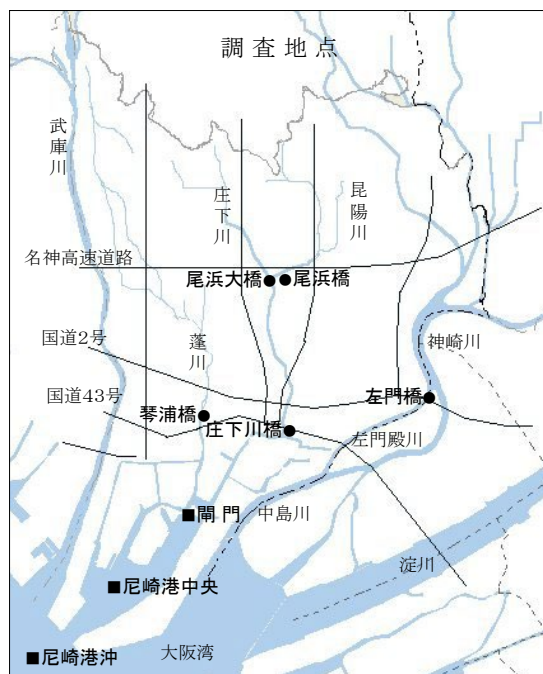 調査地点
武庫川
庄下川
昆陽川
名神高速道路
尾浜大橋●
●尾浜橋
国道2号
蓬川
神崎川
国道43号
琴浦橋
左門橋
庄下川橋
左門殿川
■閘門
中島川
淀川
■尼崎港中央
■尼崎港沖
大阪湾